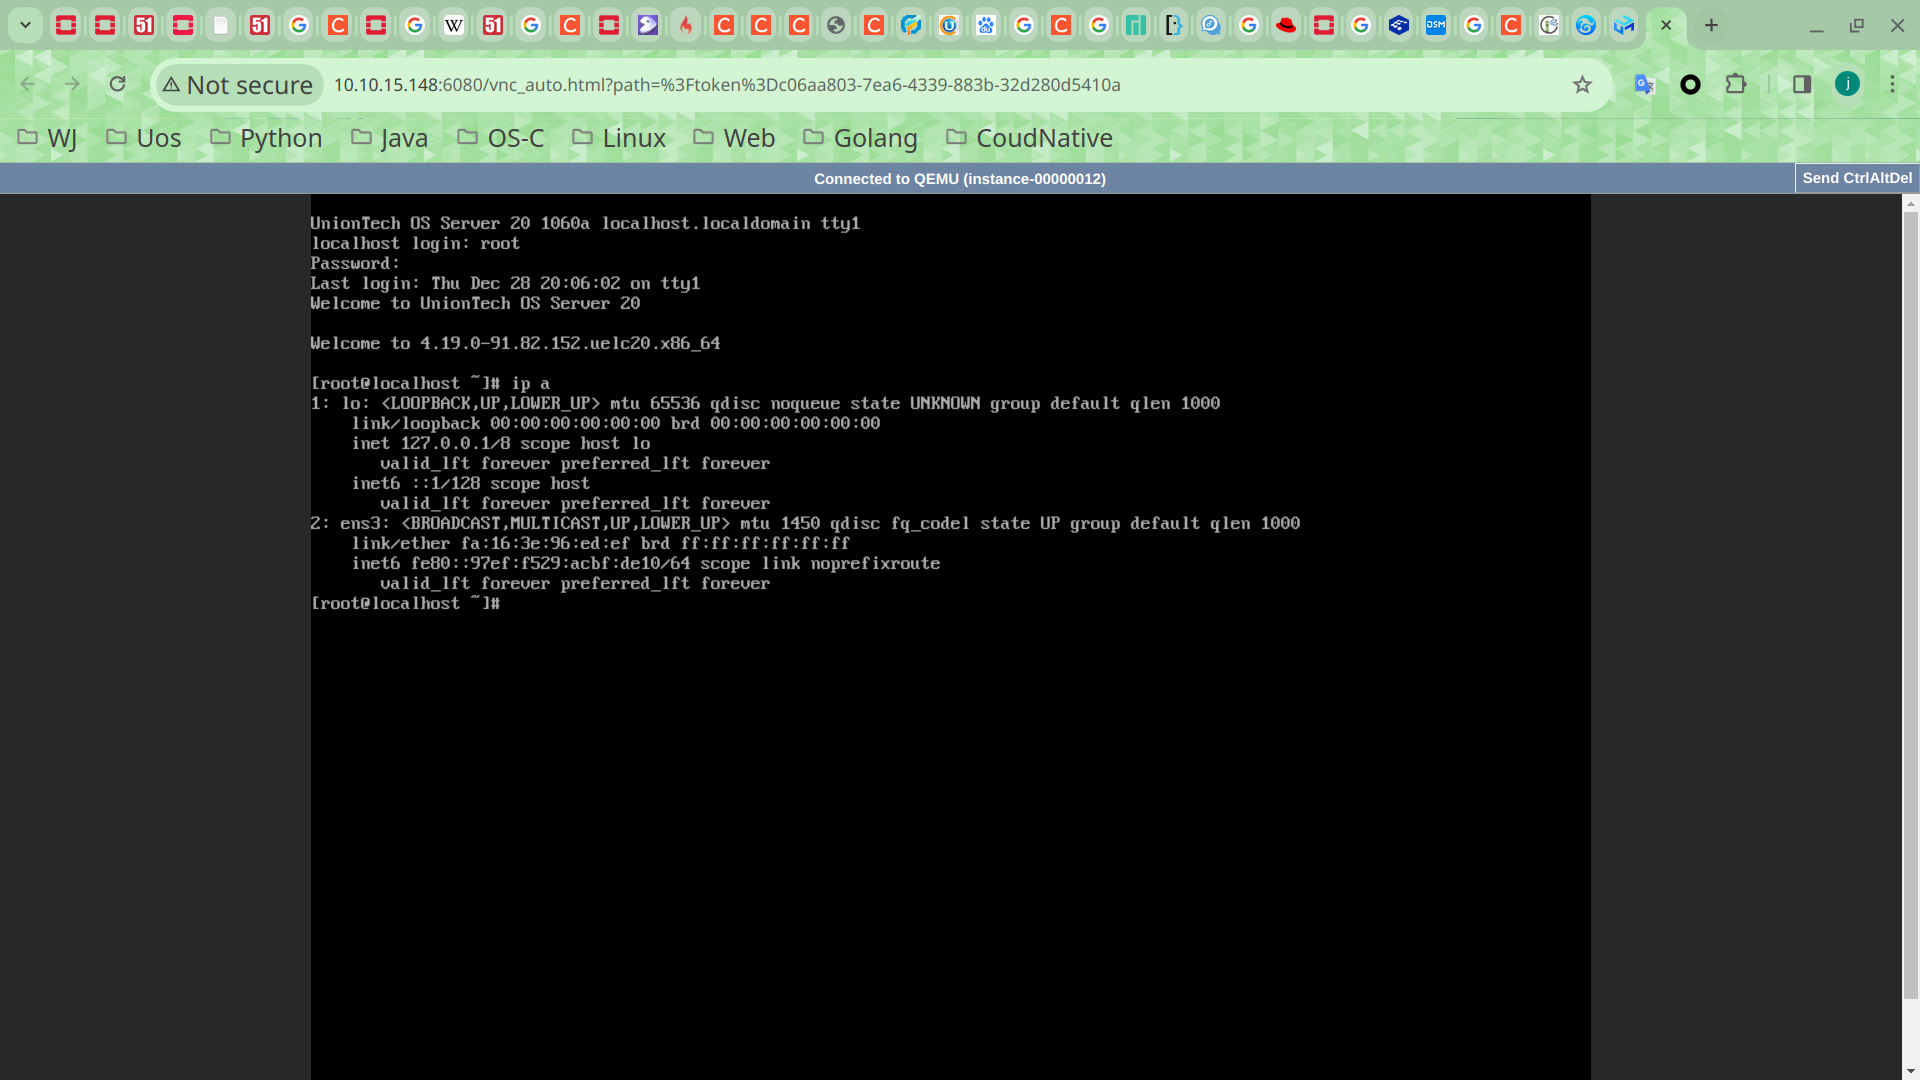 51
51
51
DSM
Not secure
10.10.15.148:6080/vnc_auto.html?path=%3Ftoken%3Dc06aa803-7ea6-4339-883b-32d280d5410a
j
WJ
Uos
Python
Java
OS-C
Linux
Web
Golang
CoudNative
Connected to QEMU (instance-00000012)
Send CtrlAltDel
UnionTech OS Server 20 1060a localhost.localdomain tty1
localhost login: root
Password:
Last login: Thu Dec 28 20:06:02 on tty1
Welcome to UnionTech OS Server 20
Welcome to 4.19.0-91.82.152.uelc20.x86_64
[root@localhost ~]# ip a
1: lo: <LOOPBACK,UP,LOWER_UP> mtu 65536 qdisc noqueue state UNKNOWN group default qlen 1000
link/loopback 00:00:00:00:00:00 brd 00:00:00:00:00:00
inet 127.0.0.1/8 scope host lo
valid_lft forever preferred_lft forever
inet6 ::1/128 scope host
valid_lft forever preferred_lft forever
2: ens3: <BROADCAST,MULTICAST,UP,LOWER_UP> mtu 1450 qdisc fq_codel state UP group default qlen 1000
link/ether fa:16:3e:96:ed:ef brd ff:ff:ff:ff:ff:ff
inet6 fe80::97ef:f529:acbf:de10/64 scope link noprefixroute
valid_lft forever preferred_lft forever
[root@localhost ~]#